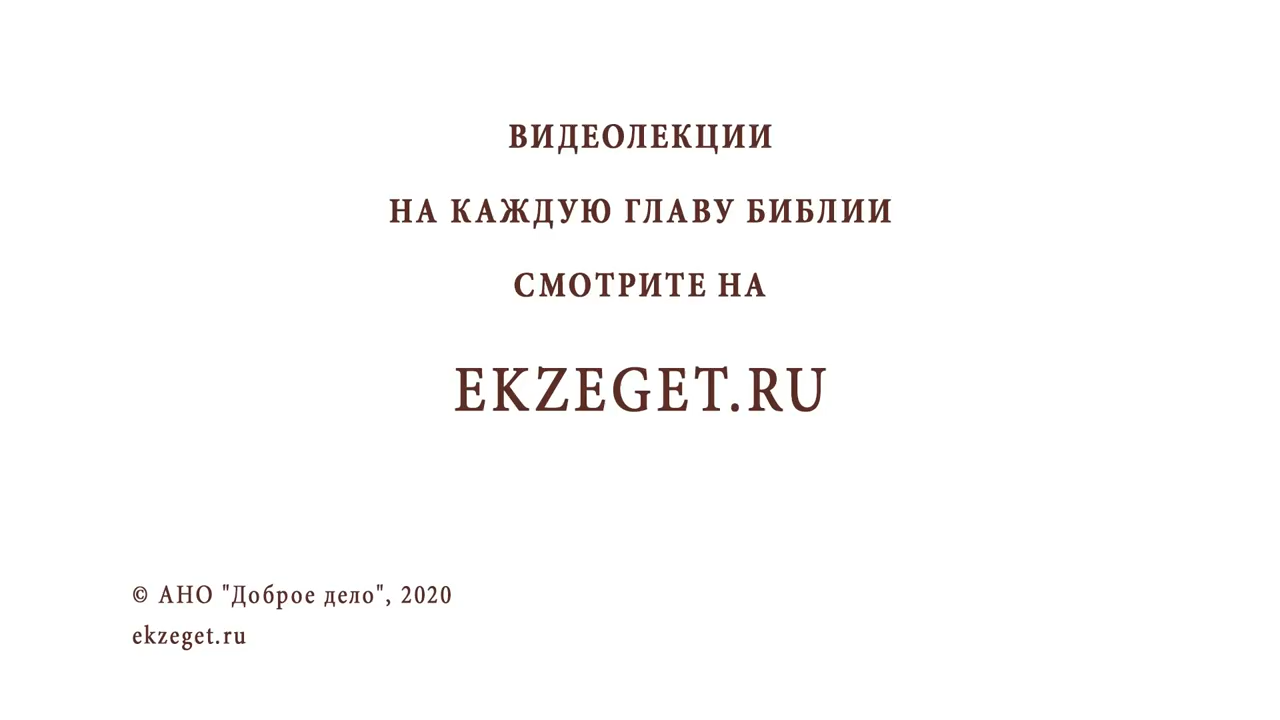 ВИДЕОЛЕКЦИИ
НА КАЖДУЮ ГЛАВУ БИБЛИИ
СМОТРИТЕ НА
EKZEGET.RU
© АНО "Доброе дело", 2020
ekzeget.ru